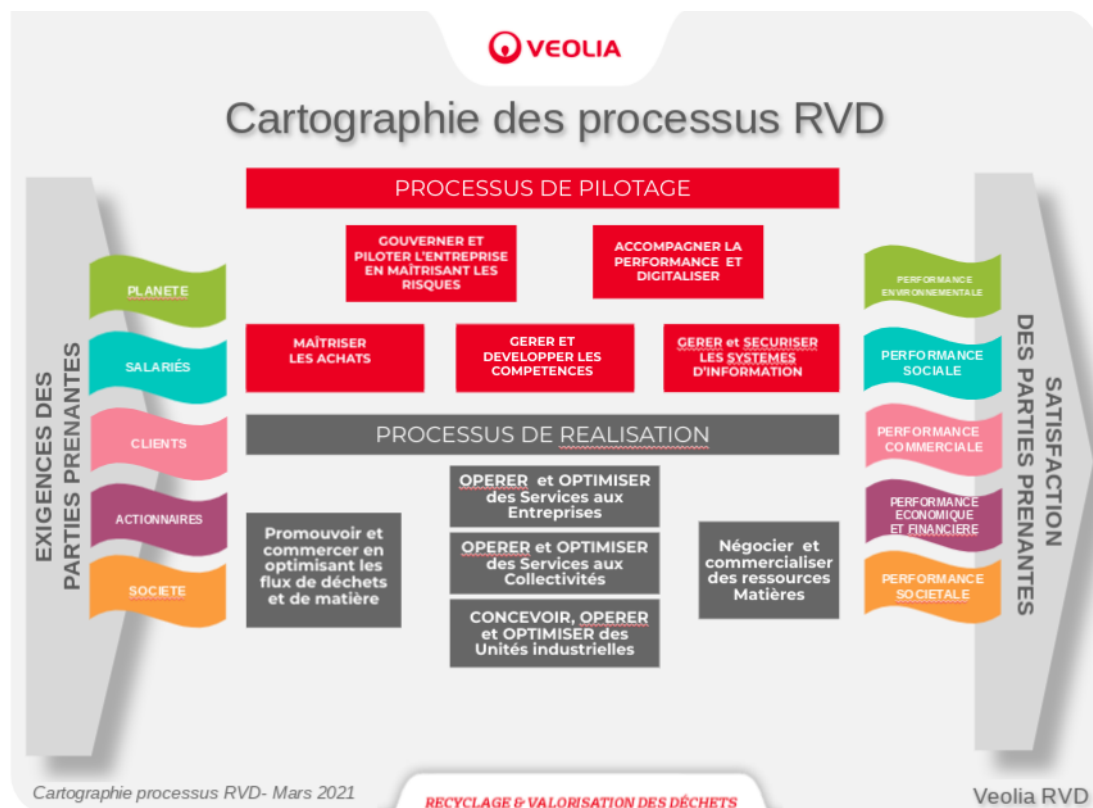 VEOLIA
Cartographie des processus RVD
EXIGENCES DES
PARTIES PRENANTES
PLANETE
SALARIÉS
CLIENTS
ACTIONNAIRES
SOCIETE
PROCESSUS DE PILOTAGE
GOUVERNER ET
PILOTER L'ENTREPRISE
EN MAÎTRISANT LES
RISQUES
ACCOMPAGNER LA
PERFORMANCE ET
DIGITALISER
MAÎTRISER
LES ACHATS
GERER ET
DEVELOPPER LES
COMPETENCES
GERER et SECURISER
LES SYSTEMES
D'INFORMATION
PROCESSUS DE REALISATION
Promouvoir et
commercer en
optimisant les
flux de déchets
et de matière
OPERER et OPTIMISER
des Services aux
Entreprises
OPERER et OPTIMISER
des Services aux
Collectivités
CONCEVOIR, OPERER
et OPTIMISER des
Unités industrielles
Négocier et
commercialiser
des ressources
Matières
PERFORMANCE
ENVIRONNEMENTALE
PERFORMANCE
SOCIALE
PERFORMANCE
COMMERCIALE
PERFORMANCE
ECONOMIQUE
ET FINANCIERE
PERFORMANCE
SOCIETALE
SATISFACTION
DES PARTIES PRENANTES
Cartographie processus RVD- Mars 2021
RECYCLAGE & VALORISATION DES DÉCHETS
Veolia RVD